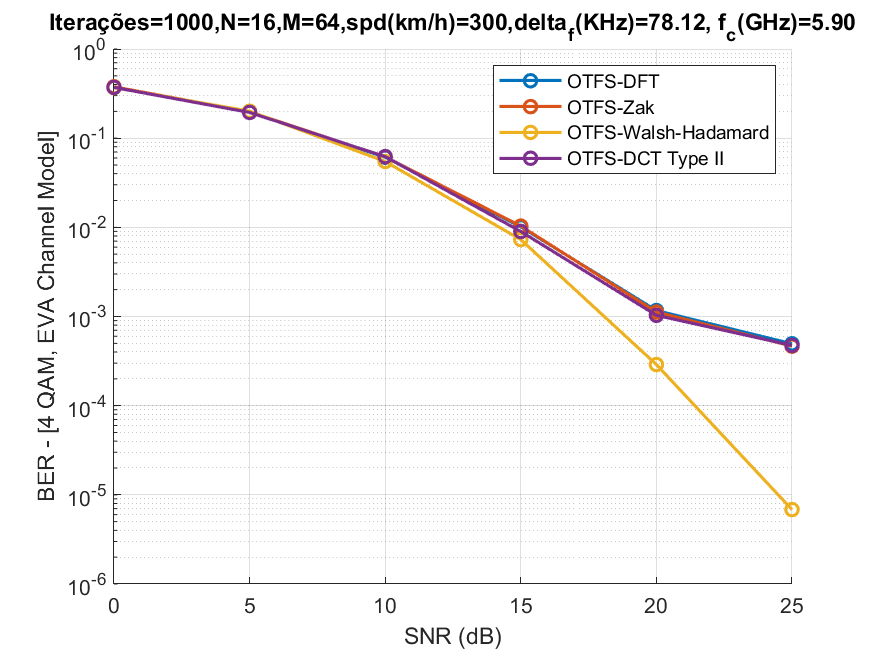 Iterações=1000,N=16,M=64,spd(km/h)=300,delta_f(KHz)=78.12, f_c(GHz)=5.90
10^0
OTFS-DFT
OTFS-Zak
OTFS-Walsh-Hadamard
OTFS-DCT Type II
10^-1
10^-2
10^-3
10^-4
10^-5
10^-6
BER - [4 QAM, EVA Channel Model]
0 5 10 15 20 25
SNR (dB)